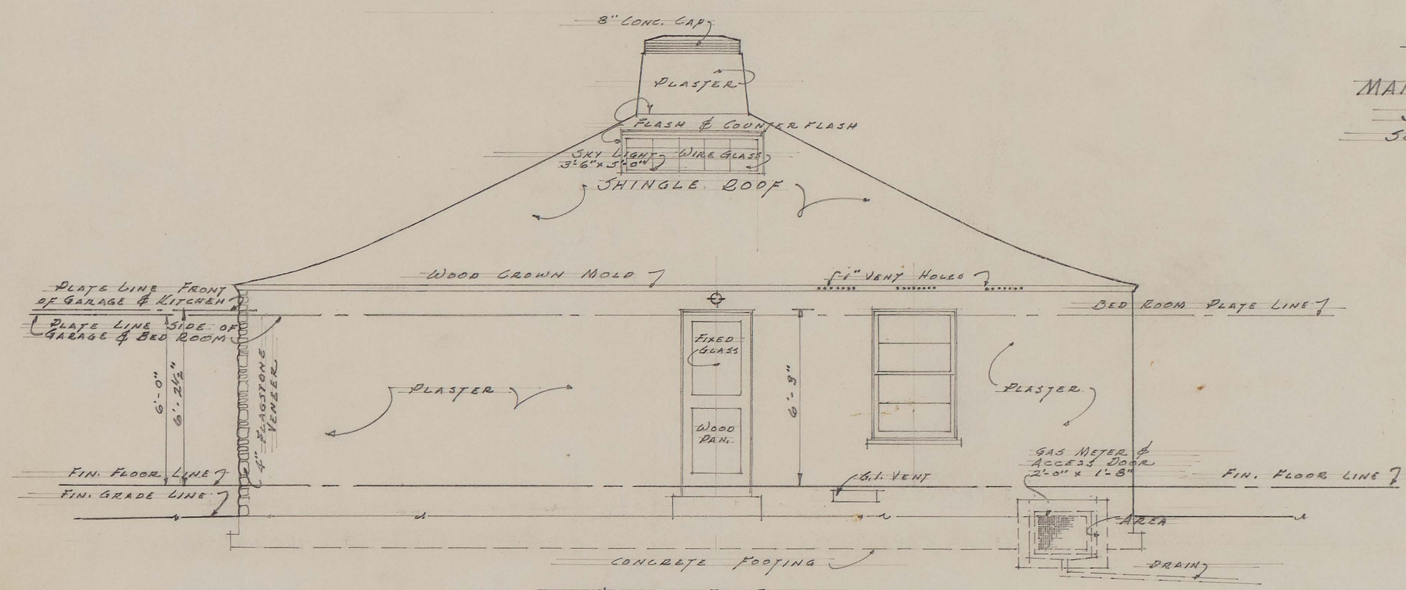 8" CONC. CAP
PLASTER
FLASH & COUNTER FLASH
SKY LIGHT - WIRE GLASS
3'-6" x 5'-0"
SHINGLE ROOF
WOOD CROWN MOLD
1" VENT HOLES
PLATE LINE FRONT
OF GARAGE & KITCHEN
PLATE LINE SIDE OF
GARAGE & BED ROOM
BED ROOM PLATE LINE
6'-0"
6'-2½"
4" FLAGSTONE
VENEER
PLASTER
FIXED
GLASS
WOOD
PAN.
PLASTER
GAS METER &
ACCESS DOOR
2'-0" x 1'-8"
FIN. FLOOR LINE
FIN. GRADE LINE
G.I. VENT
FIN. FLOOR LINE
AREA
CONCRETE FOOTING
DRAIN